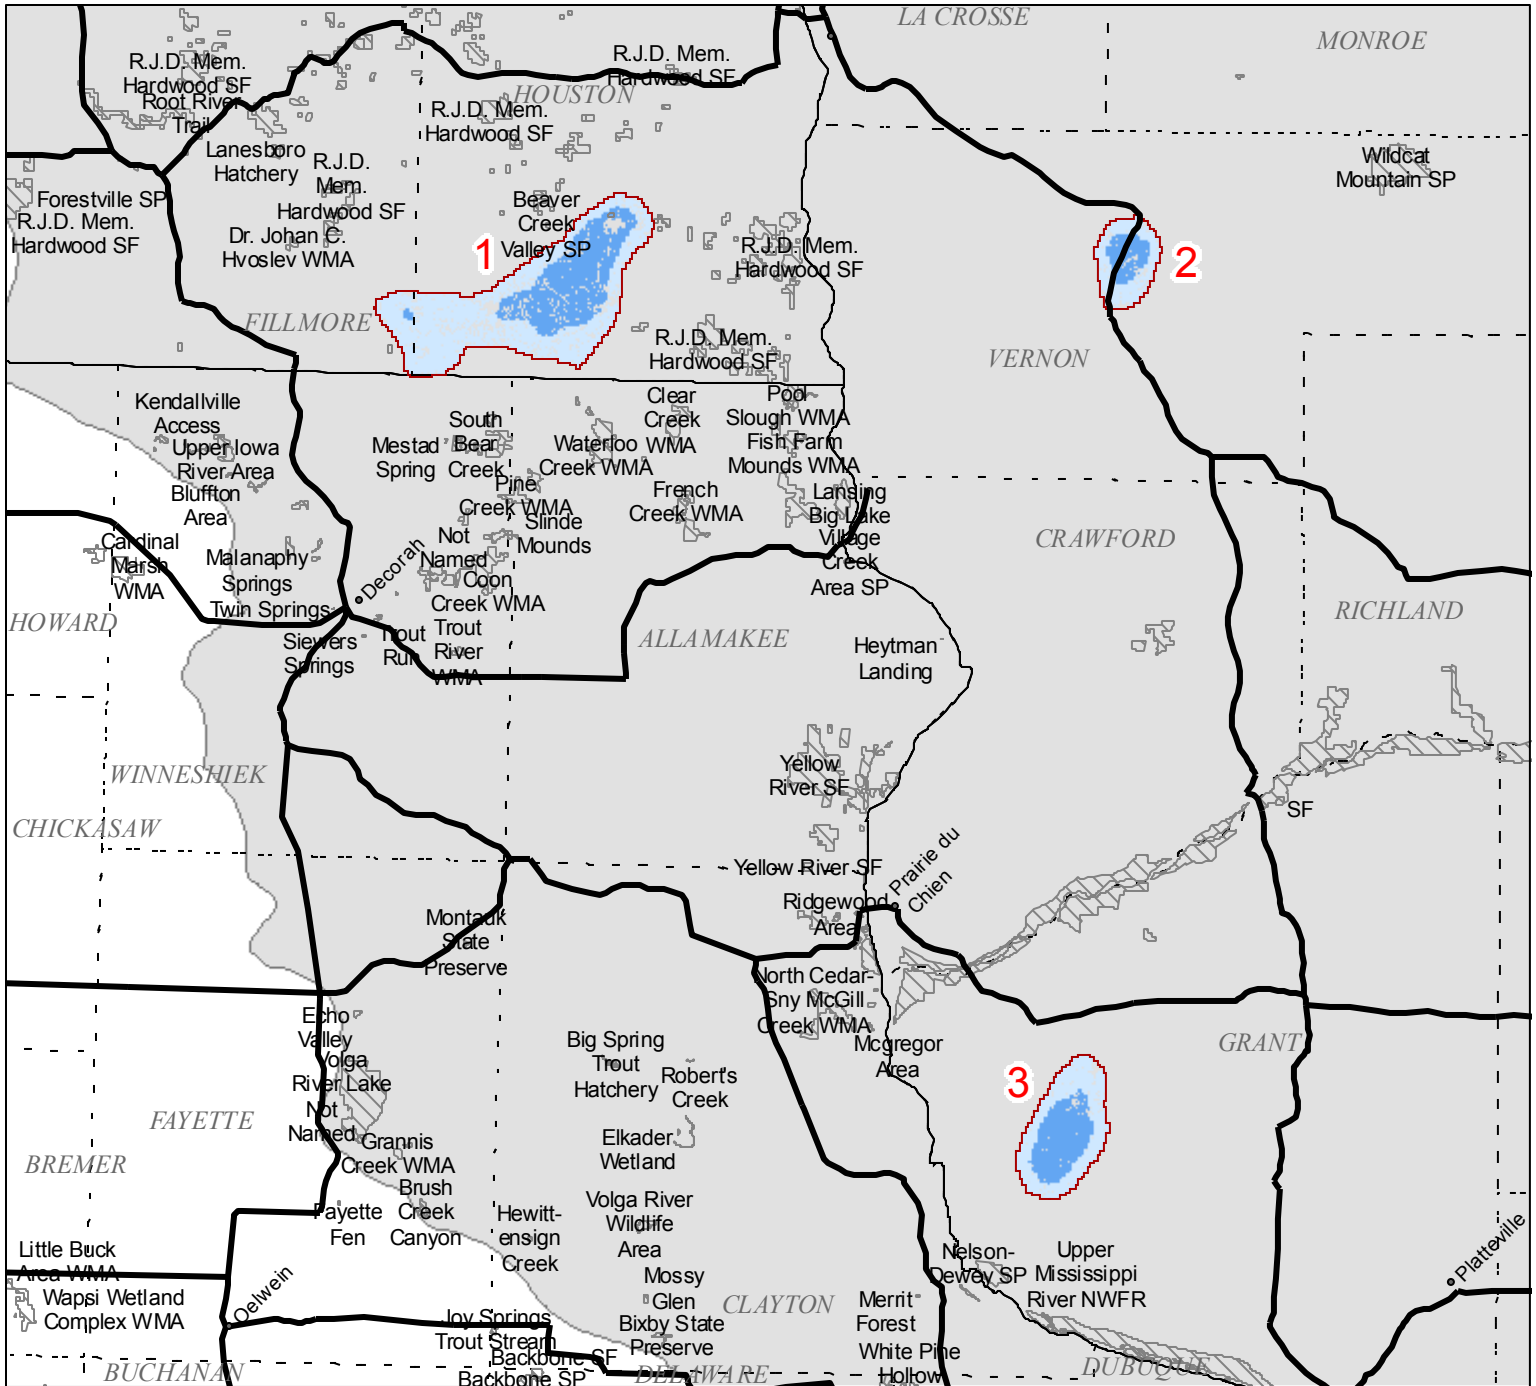 LA CROSSE
MONROE
R.J.D. Mem.
Hardwood SF
R.J.D. Mem.
Hardwood SF
Root River
Trail
HOUSTON
R.J.D. Mem.
Hardwood SF
Lanesboro
Hatchery
R.J.D.
Mem.
Hardwood SF
Wildcat
Mountain SP
Forestville SP
R.J.D. Mem.
Hardwood SF
Beaver
Creek
Valley SP
Dr. Johan C.
Hvoslev WMA
1
R.J.D. Mem.
Hardwood SF
2
FILLMORE
R.J.D. Mem.
Hardwood SF
VERNON
Kendallville
Access
Upper Iowa
River Area
Bluffton
Area
South
Bear
Creek
Mestad
Spring
Clear
Creek
WMA
Waterloo
Creek WMA
Pool
Slough WMA
Fish Farm
Mounds WMA
Pine
Creek WMA
Slinde
Mounds
French
Creek WMA
Lansing
Big Lake
Village
Creek
Area SP
Cardinal
Marsh
WMA
Malanaphy
Springs
Twin Springs
Decorah
Not
Named
Coon
Creek WMA
CRAWFORD
RICHLAND
HOWARD
Siewers
Springs
Trout
Run
Trout
River
WMA
ALLAMAKEE
Heytman
Landing
WINNESHIEK
Yellow
River SF
SF
CHICKASAW
Yellow River SF
Prairie du
Chien
Ridgewood
Area
Montauk
State
Preserve
North Cedar-
Sny McGill
Creek WMA
Mcgregor
Area
GRANT
Echo
Valley
Volga
River Lake
Not
Named
Big Spring
Trout
Hatchery
Robert's
Creek
3
FAYETTE
BREMER
Grannis
Creek WMA
Elkader
Wetland
Brush
Creek
Canyon
Fayette
Fen
Hewitt-
ensign
Creek
Volga River
Wildlife
Area
Little Buck
Area WMA
Wapsi Wetland
Complex WMA
Oelwein
Nelson-
Dewey SP
Upper
Mississippi
River NWFR
Platteville
Mossy
Glen
Bixby State
Preserve
CLAYTON
Merrit
Forest
White Pine
Hollow
Joy Springs
Trout Stream
Backbone SF
Backbone SP
BUCHANAN
DELAWARE
DUBUQUE